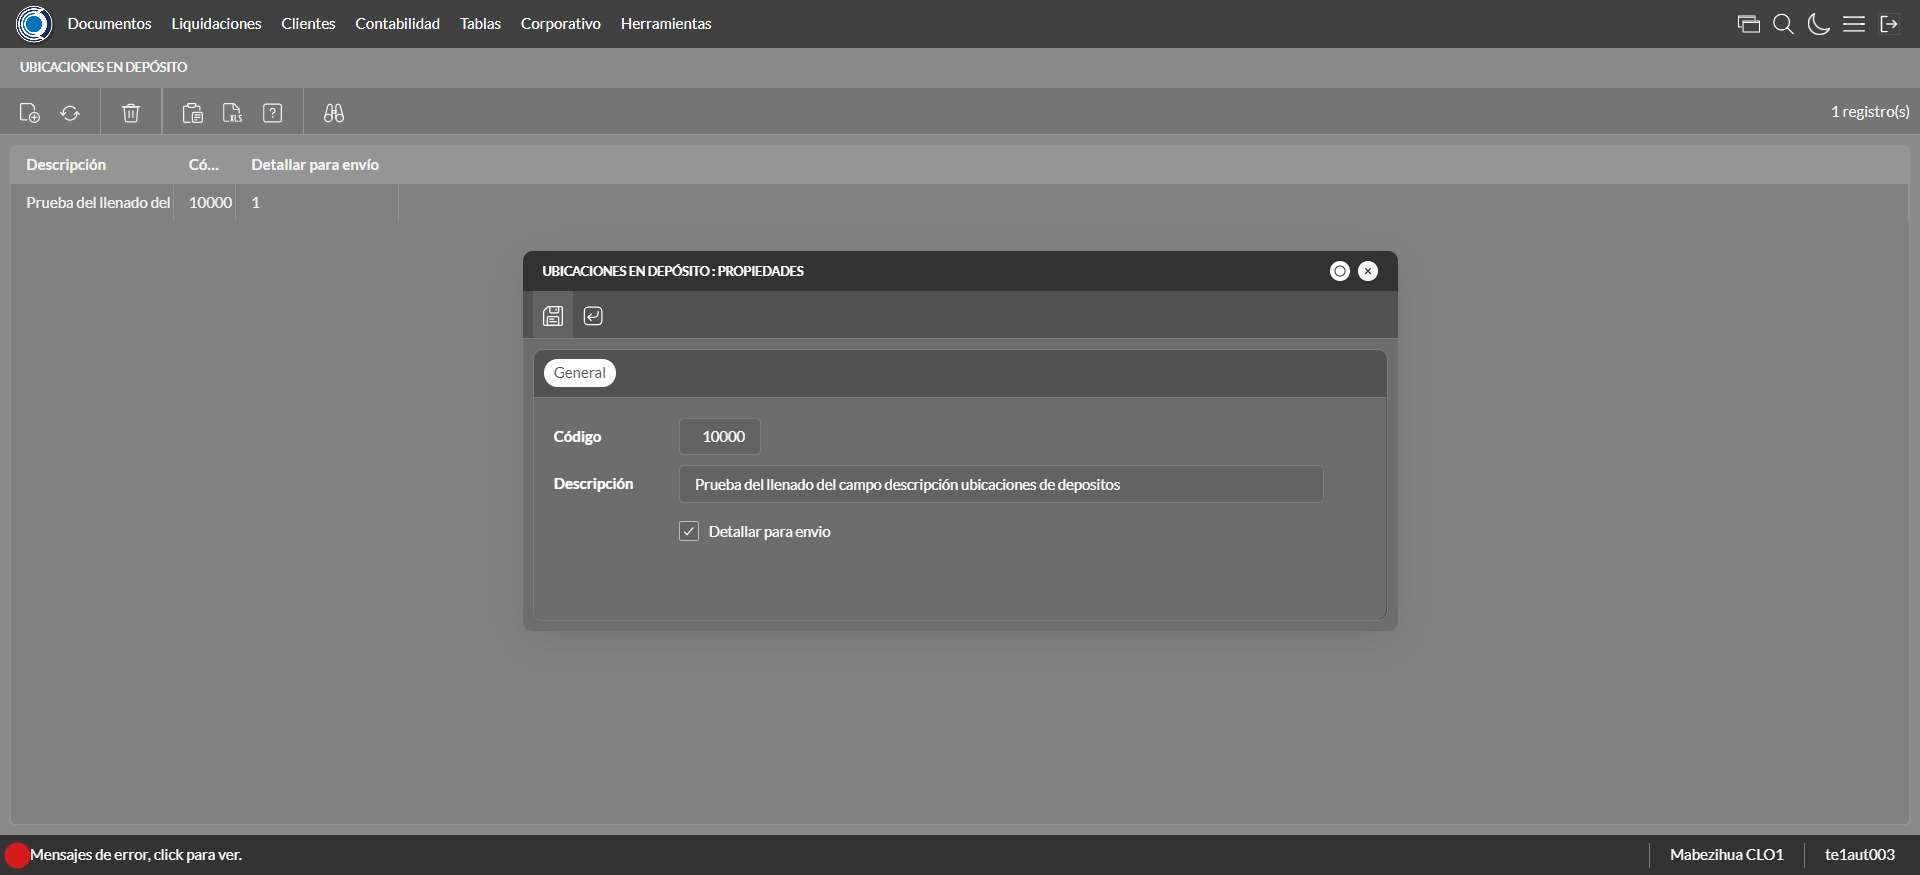 Documentos Liquidaciones Clientes Contabilidad Tablas Corporativo Herramientas
UBICACIONES EN DEPÓSITO
XLS ? 1 registro(s)
Descripción Có... Detallar para envío
Prueba del llenado del 10000 1
UBICACIONES EN DEPÓSITO : PROPIEDADES
General
Código 10000
Descripción Prueba del llenado del campo descripción ubicaciones de depositos
Detallar para envio
Mensajes de error, click para ver. Mabezihua CLO1 te1aut003